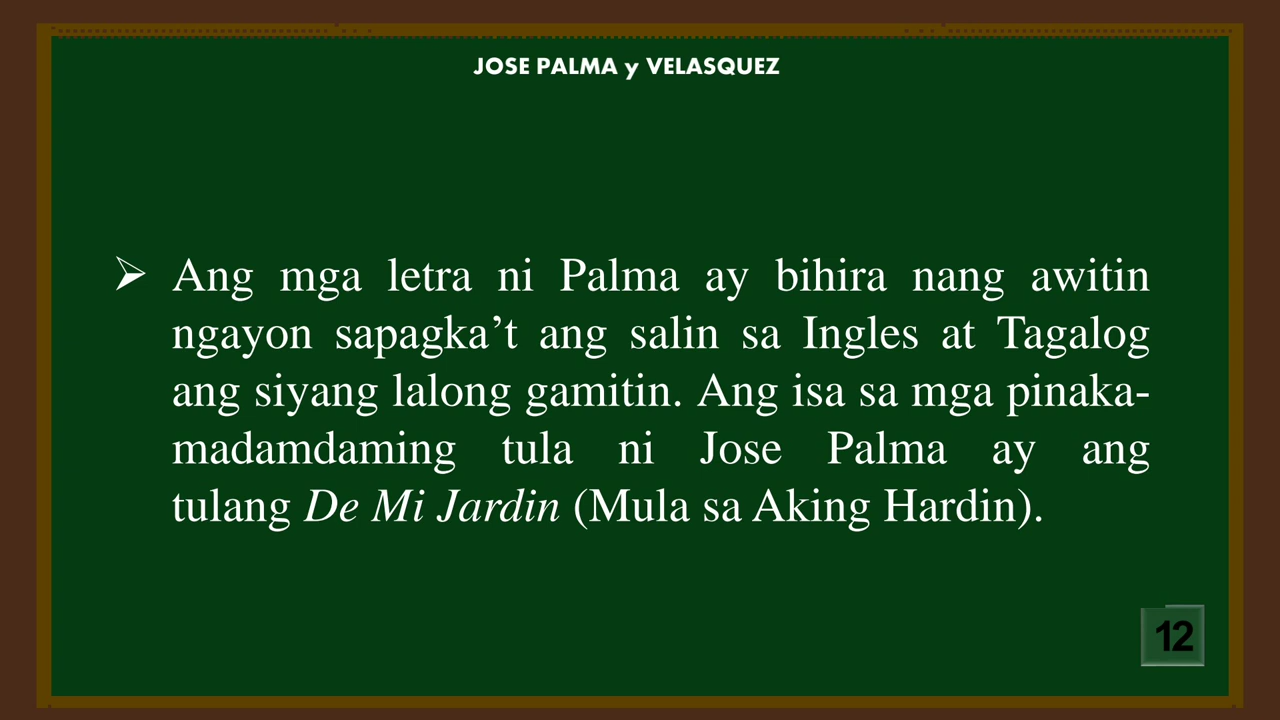 JOSE PALMA y VELASQUEZ
➢ Ang mga letra ni Palma ay bihira nang awitin
ngayon sapagka’t ang salin sa Ingles at Tagalog
ang siyang lalong gamitin. Ang isa sa mga pinaka-
madamdaming tula ni Jose Palma ay ang
tulang De Mi Jardin (Mula sa Aking Hardin).
12